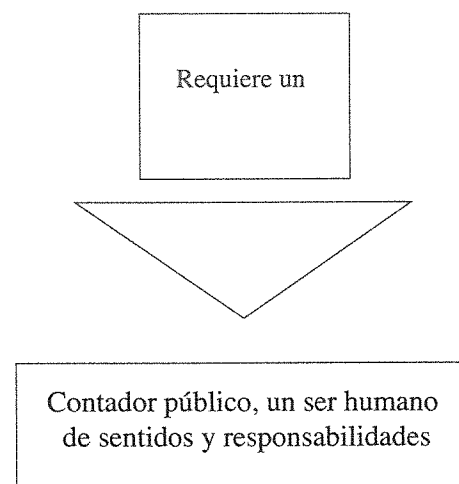 Requiere un
Contador público, un ser humano
de sentidos y responsabilidades